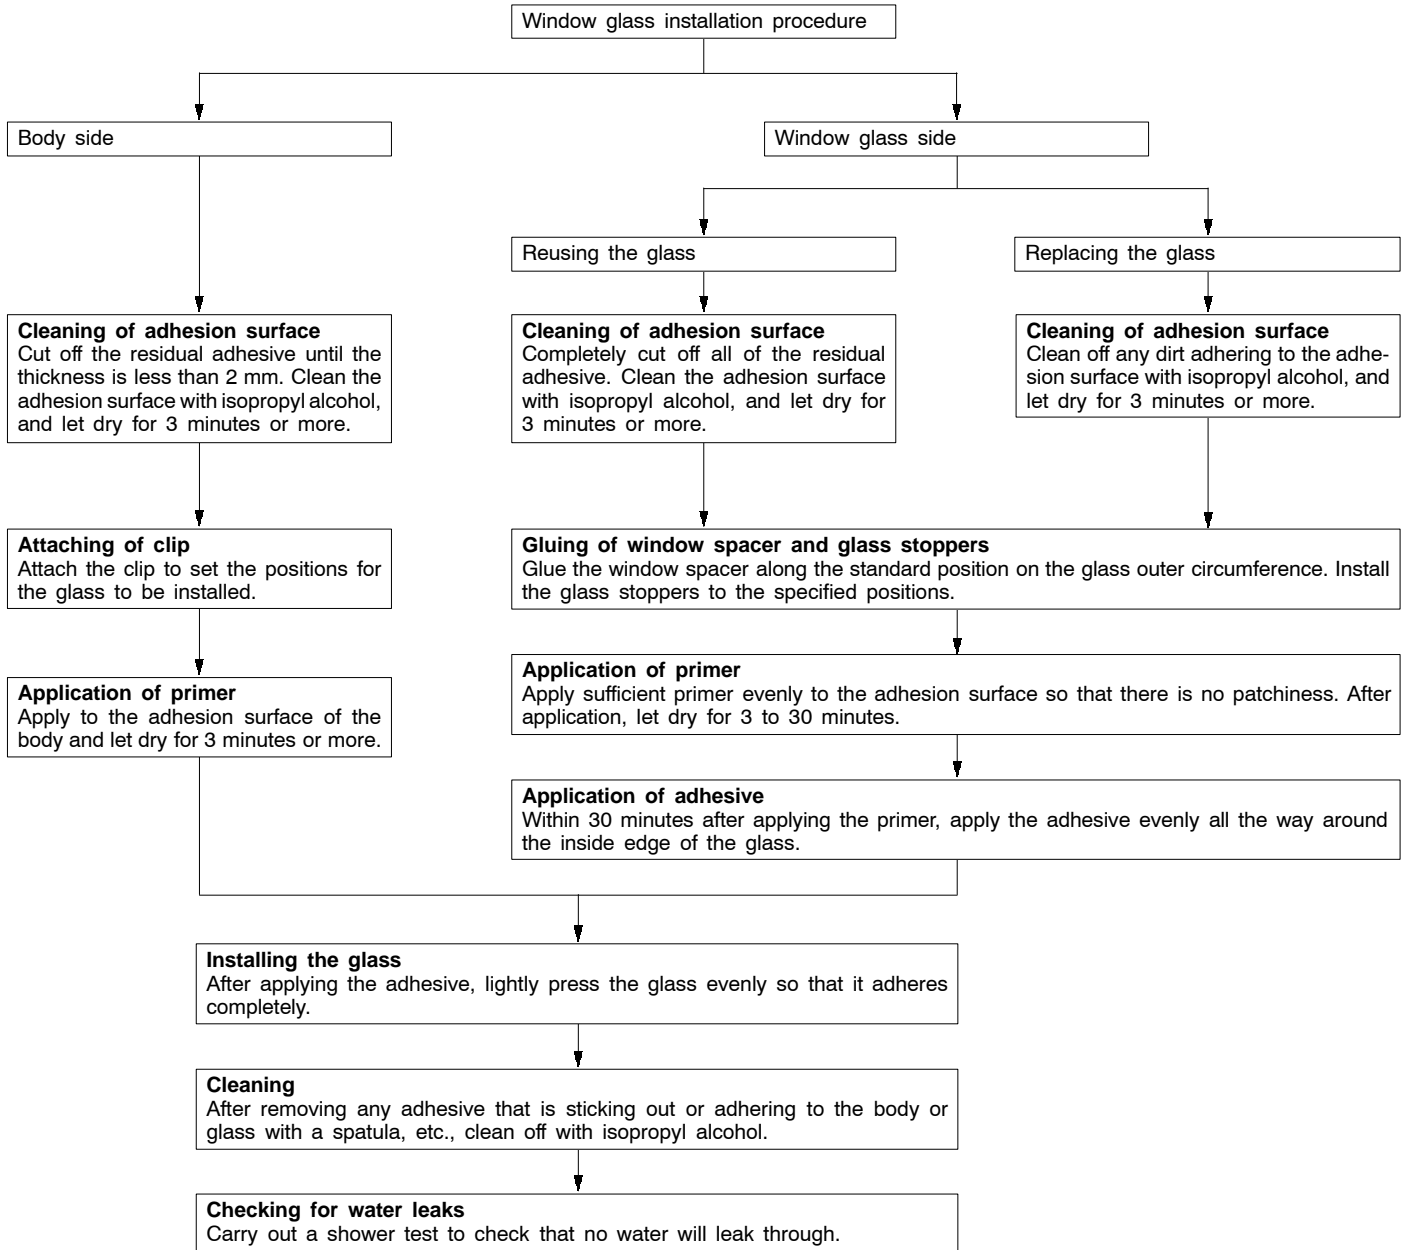 Window glass installation procedure
Body side
Window glass side
Reusing the glass
Replacing the glass
Cleaning of adhesion surface
Cut off the residual adhesive until the
thickness is less than 2 mm. Clean the
adhesion surface with isopropyl alcohol,
and let dry for 3 minutes or more.
Cleaning of adhesion surface
Completely cut off all of the residual
adhesive. Clean the adhesion surface
with isopropyl alcohol, and let dry for
3 minutes or more.
Cleaning of adhesion surface
Clean off any dirt adhering to the adhe-
sion surface with isopropyl alcohol, and
let dry for 3 minutes or more.
Attaching of clip
Attach the clip to set the positions for
the glass to be installed.
Gluing of window spacer and glass stoppers
Glue the window spacer along the standard position on the glass outer circumference. Install
the glass stoppers to the specified positions.
Application of primer
Apply to the adhesion surface of the
body and let dry for 3 minutes or more.
Application of primer
Apply sufficient primer evenly to the adhesion surface so that there is no patchiness. After
application, let dry for 3 to 30 minutes.
Application of adhesive
Within 30 minutes after applying the primer, apply the adhesive evenly all the way around
the inside edge of the glass.
Installing the glass
After applying the adhesive, lightly press the glass evenly so that it adheres
completely.
Cleaning
After removing any adhesive that is sticking out or adhering to the body or
glass with a spatula, etc., clean off with isopropyl alcohol.
Checking for water leaks
Carry out a shower test to check that no water will leak through.